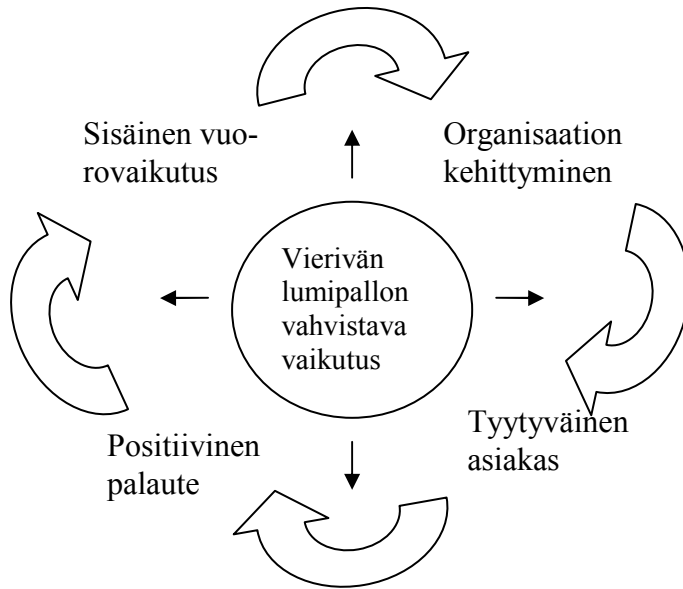 Sisäinen vuo-
rovaikutus
Organisaation
kehittyminen
Vierivän
lumipallon
vahvistava
vaikutus
Positiivinen
palaute
Tyytyväinen
asiakas